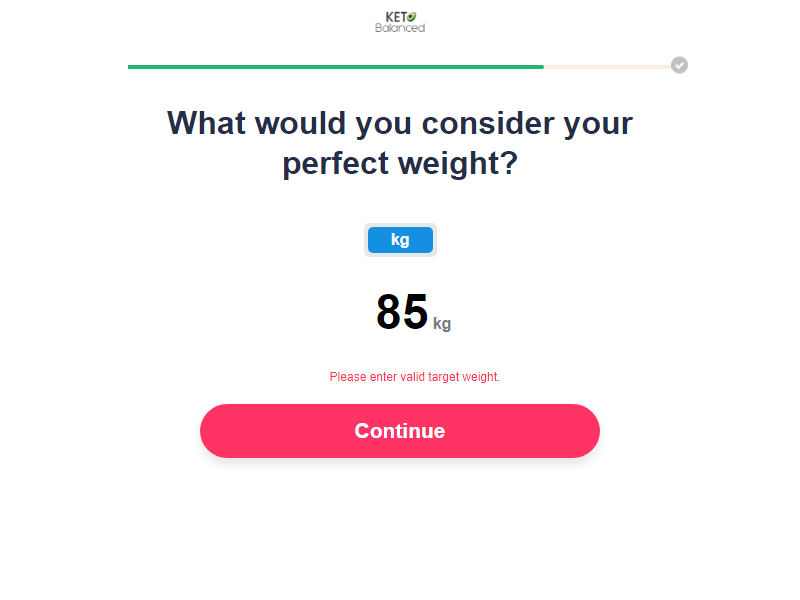 KETO
Balanced
What would you consider your
perfect weight?
kg
85 kg
Please enter valid target weight.
Continue